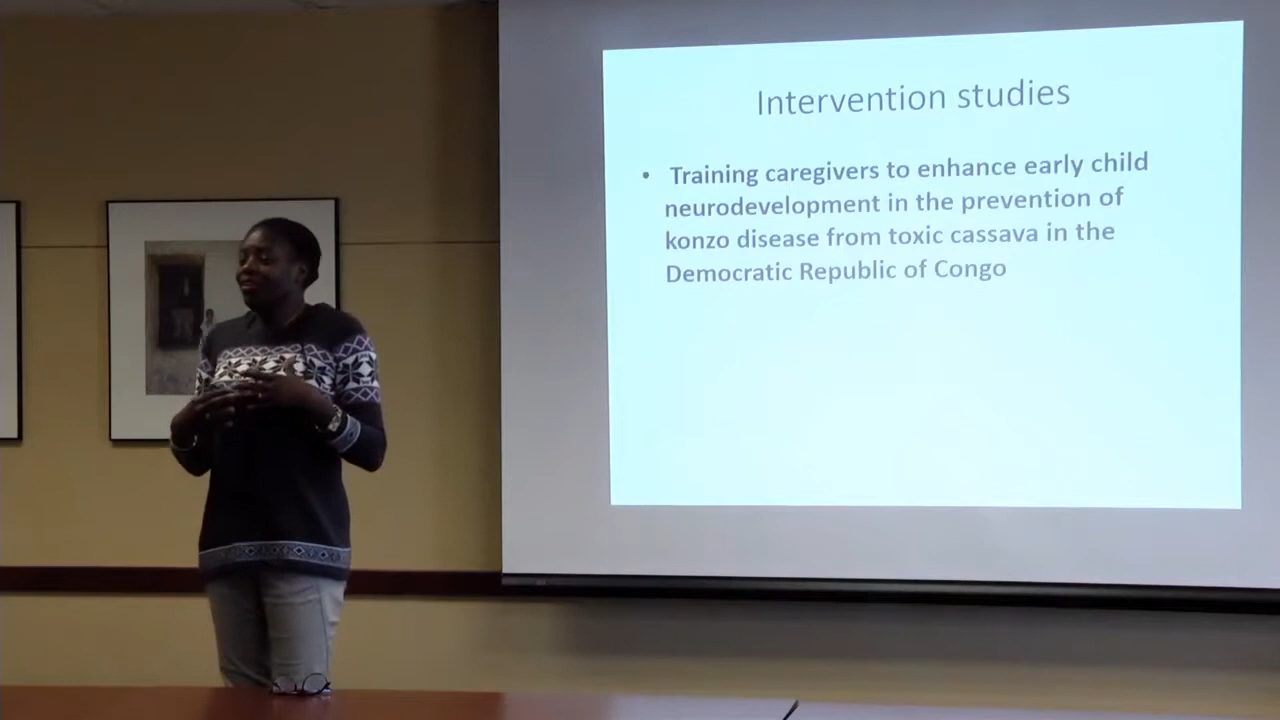 Intervention studies
• Training caregivers to enhance early child
neurodevelopment in the prevention of
konzo disease from toxic cassava in the
Democratic Republic of Congo